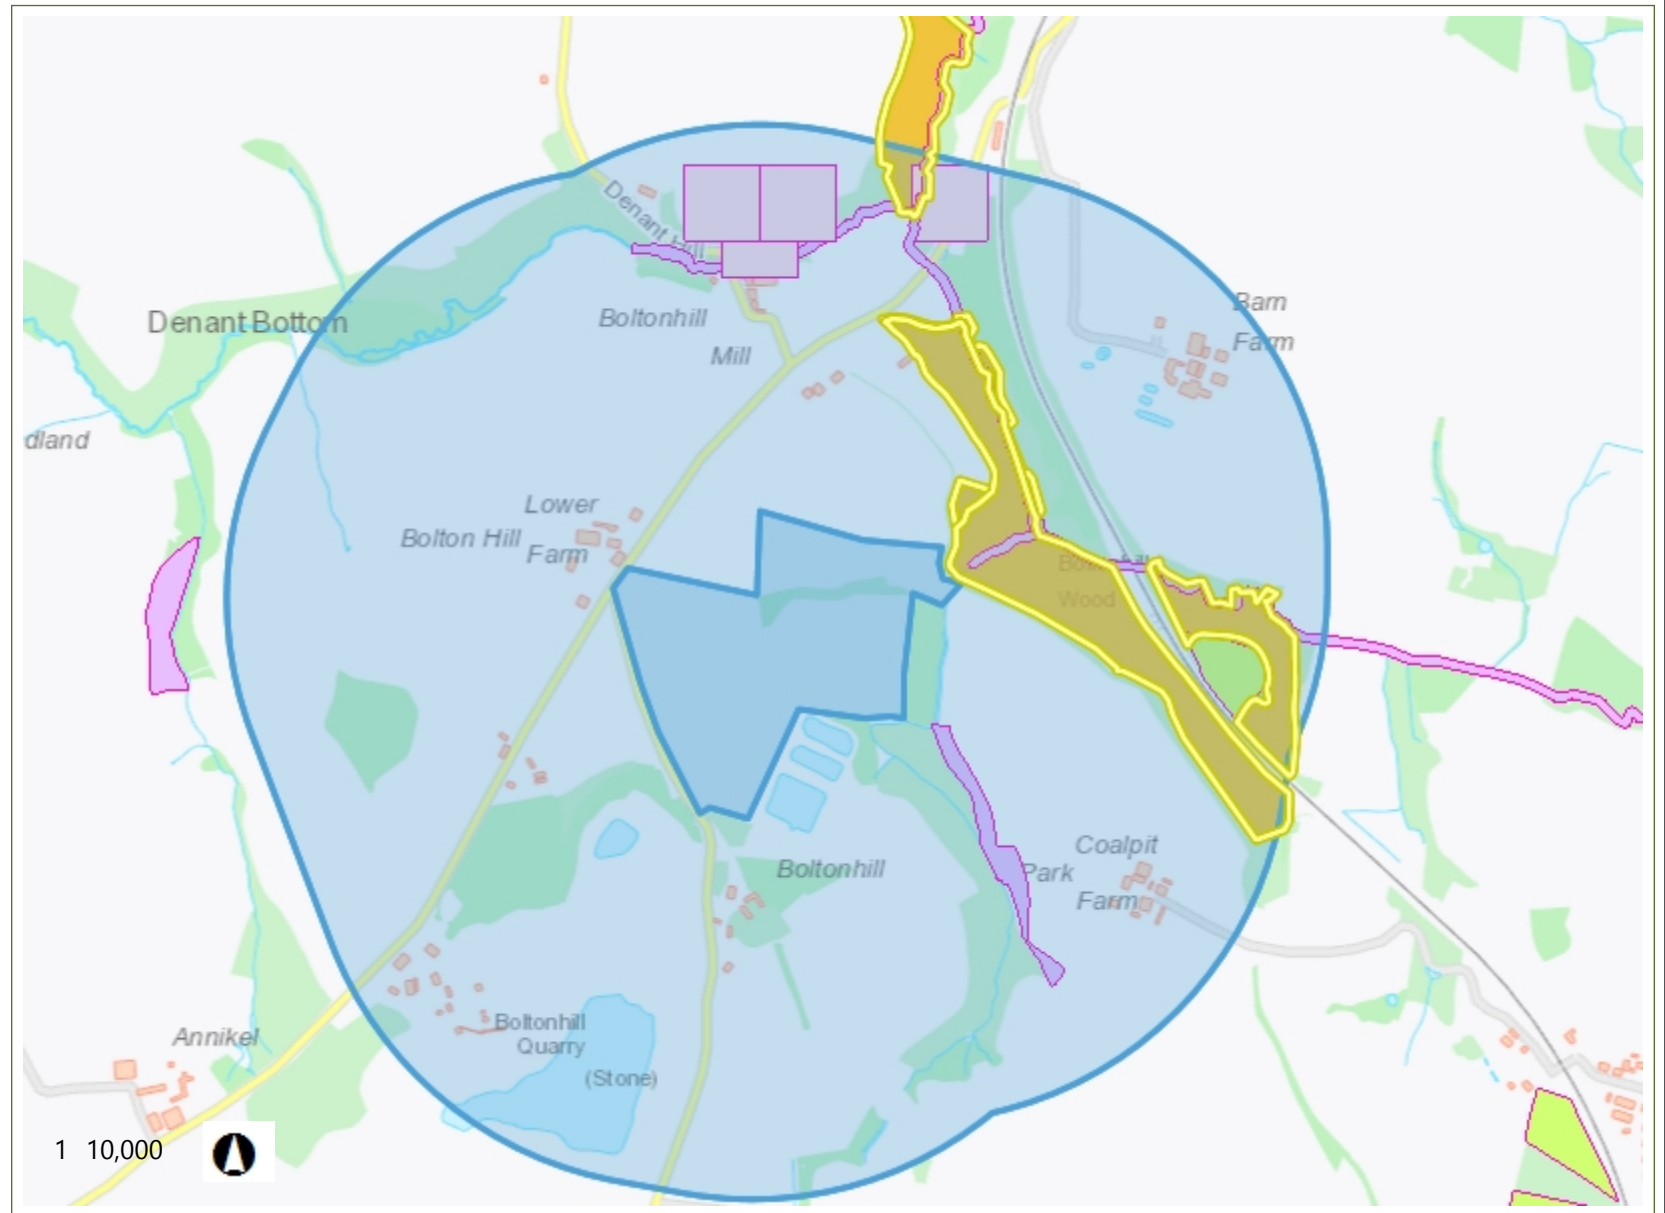 Denant Hill
Barn
Farm
Denant Bottom
Boltonhill
Mill
dland
Lower
Bolton Hill
Farm
Wood
Coalpit
Park
Farm
Boltonhill
Boltonhill
Quarry
(Stone)
Annikel
1 10,000